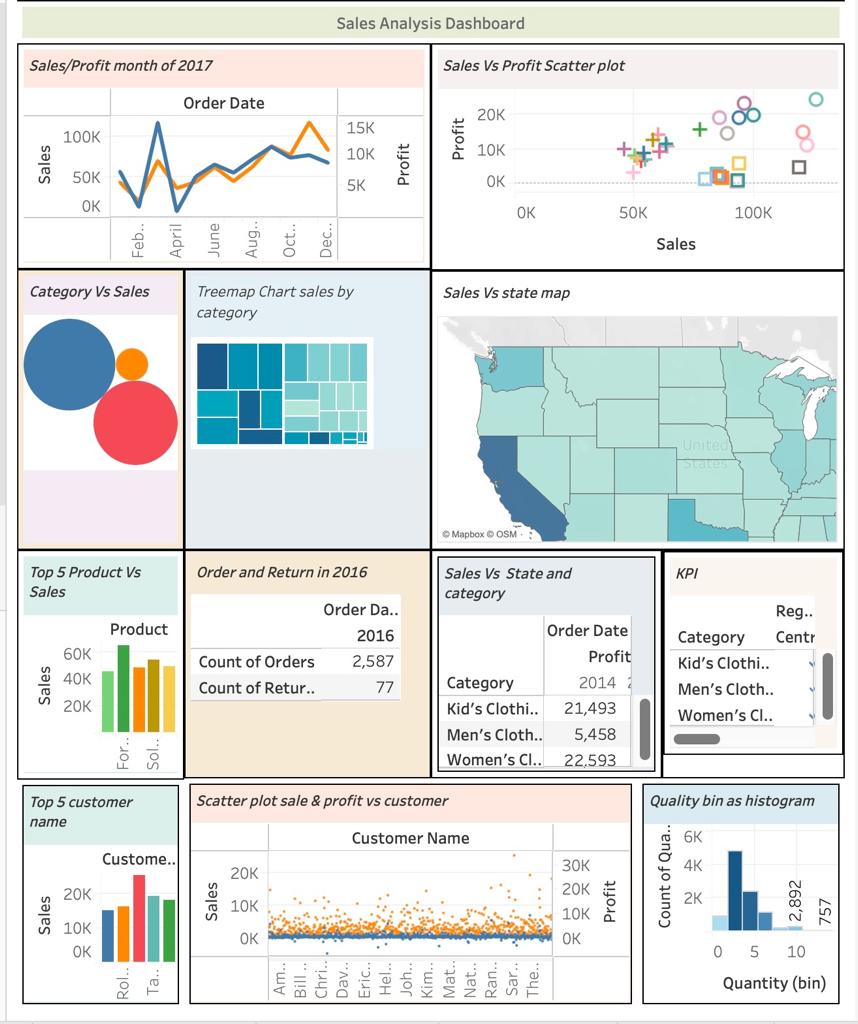 Sales Analysis Dashboard
Sales/Profit month of 2017
Order Date
Sales
100K
50K
0K
15K
10K
5K
Profit
Feb..
April
June
Aug..
Oct..
Dec..
Sales Vs Profit Scatter plot
Profit
20K
10K
0K
0K
50K
100K
Sales
Category Vs Sales
Treemap Chart sales by
category
Sales Vs state map
United
States
© Mapbox © OSM
Top 5 Product Vs
Sales
Product
Sales
60K
40K
20K
For..
Sol..
Order and Return in 2016
Order Da..
2016
Count of Orders 2,587
Count of Retur.. 77
Sales Vs State and
category
Order Date
Profit
Category 2014
Kid's Clothi.. 21,493
Men's Cloth.. 5,458
Women's Cl.. 22,593
KPI
Reg..
Category Centr
Kid's Clothi..
Men's Cloth..
Women's Cl..
Top 5 customer
name
Custome..
Sales
20K
10K
0K
Rol..
Ta..
Scatter plot sale & profit vs customer
Customer Name
Sales
20K
10K
0K
30K
20K
10K
0K
Profit
Am..
Bill ..
Chri..
Dav..
Eric..
Hel..
Joh..
Kim..
Mat..
Nat..
Ran..
Sar..
The..
Quality bin as histogram
Count of Qua..
6K
4K
2K
2,892
757
0
5
10
Quantity (bin)